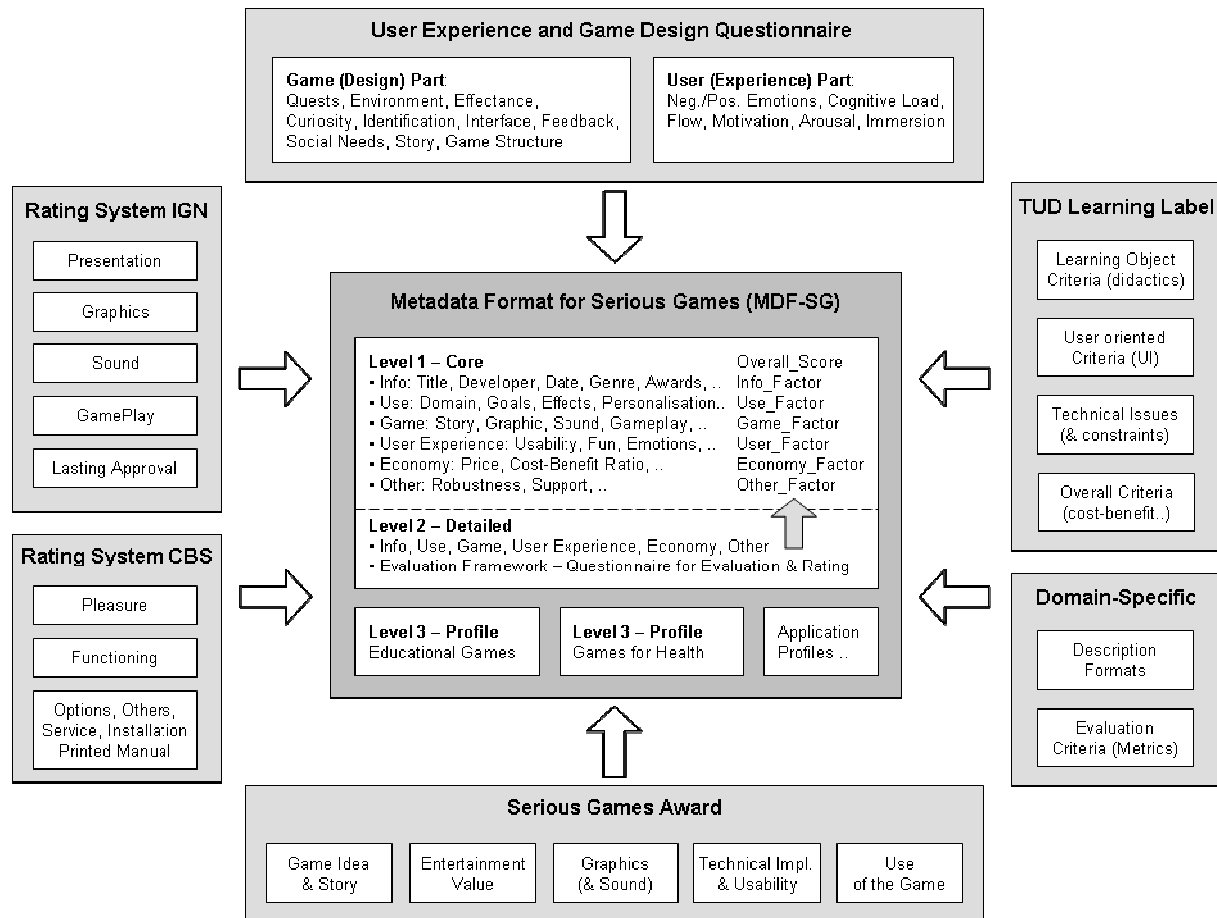 User Experience and Game Design Questionnaire
Game (Design) Part:
Quests, Environment, Effectance,
Curiosity, Identification, Interface, Feedback,
Social Needs, Story, Game Structure
User (Experience) Part:
Neg./Pos. Emotions, Cognitive Load,
Flow, Motivation, Arousal, Immersion
Rating System IGN
Presentation
Graphics
Sound
GamePlay
Lasting Approval
Rating System CBS
Pleasure
Functioning
Options, Others,
Service, Installation
Printed Manual
Metadata Format for Serious Games (MDF-SG)
Level 1 – Core Overall_Score
• Info: Title, Developer, Date, Genre, Awards, .. Info_Factor
• Use: Domain, Goals, Effects, Personalisation.. Use_Factor
• Game: Story, Graphic, Sound, Gameplay, .. Game_Factor
• User Experience: Usability, Fun, Emotions, .. User_Factor
• Economy: Price, Cost-Benefit Ratio, .. Economy_Factor
• Other: Robustness, Support, .. Other_Factor
Level 2 – Detailed
• Info, Use, Game, User Experience, Economy, Other
• Evaluation Framework – Questionnaire for Evaluation & Rating
Level 3 – Profile
Educational Games
Level 3 – Profile
Games for Health
Application
Profiles ..
TUD Learning Label
Learning Object
Criteria (didactics)
User oriented
Criteria (UI)
Technical Issues
(& constraints)
Overall Criteria
(cost-benefit..)
Domain-Specific
Description
Formats
Evaluation
Criteria (Metrics)
Serious Games Award
Game Idea
& Story
Entertainment
Value
Graphics
(& Sound)
Technical Impl.
& Usability
Use
of the Game